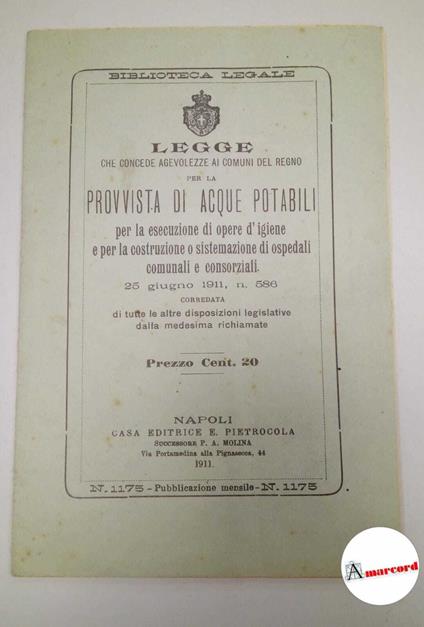 BIBLIOTECA LEGALE
LEGGE
CHE CONCEDE AGEVOLEZZE AI COMUNI DEL REGNO
PER LA
PROVVISTA DI ACQUE POTABILI
per la esecuzione di opere d'igiene
e per la costruzione o sistemazione di ospedali
comunali e consorziali.
25 giugno 1911, n. 586
CORREDATA
di tutte le altre disposizioni legislative
dalla medesima richiamate
Prezzo Cent. 20
NAPOLI
CASA EDITRICE E. PIETROCOLA
SUCCESSORE P. A. MOLINA
Via Portamedina alla Pignasecca, 44
1911.
N. 1175 - Pubblicazione mensile - N. 1175
Amarcord